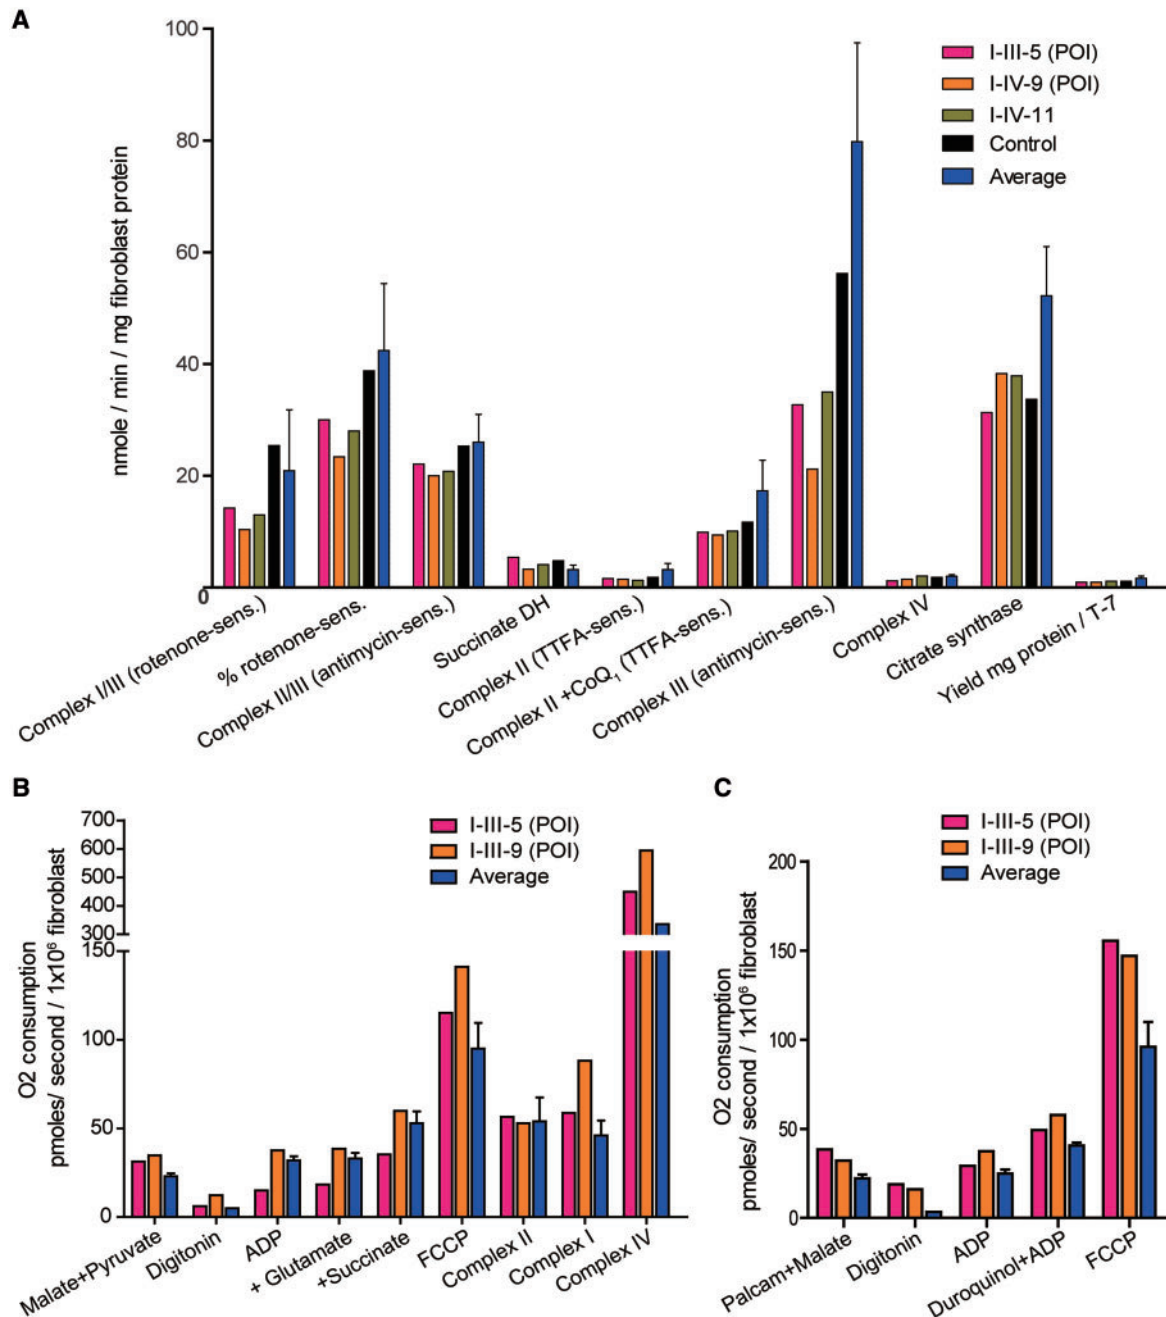 A
100
80
60
40
20
0
nmole / min / mg fibroblast protein
I-III-5 (POI)
I-IV-9 (POI)
I-IV-11
Control
Average
Complex I/III (rotenone-sens.)
% rotenone-sens.
Complex II/III (antimycin-sens.)
Succinate DH
Complex II (TTFA-sens.)
Complex II +CoQ₁ (TTFA-sens.)
Complex III (antimycin-sens.)
Complex IV
Citrate synthase
Yield mg protein / T-7
B
700
600
500
400
300
150
100
50
0
O2 consumption
pmoles/ second / 1x10⁶ fibroblast
I-III-5 (POI)
I-III-9 (POI)
Average
Malate+Pyruvate
Digitonin
ADP
+ Glutamate
+Succinate
FCCP
Complex II
Complex I
Complex IV
C
200
150
100
50
0
O2 consumption
pmoles/ second / 1x10⁶ fibroblast
I-III-5 (POI)
I-III-9 (POI)
Average
Palcam+Malate
Digitonin
ADP
Duroquinol+ADP
FCCP